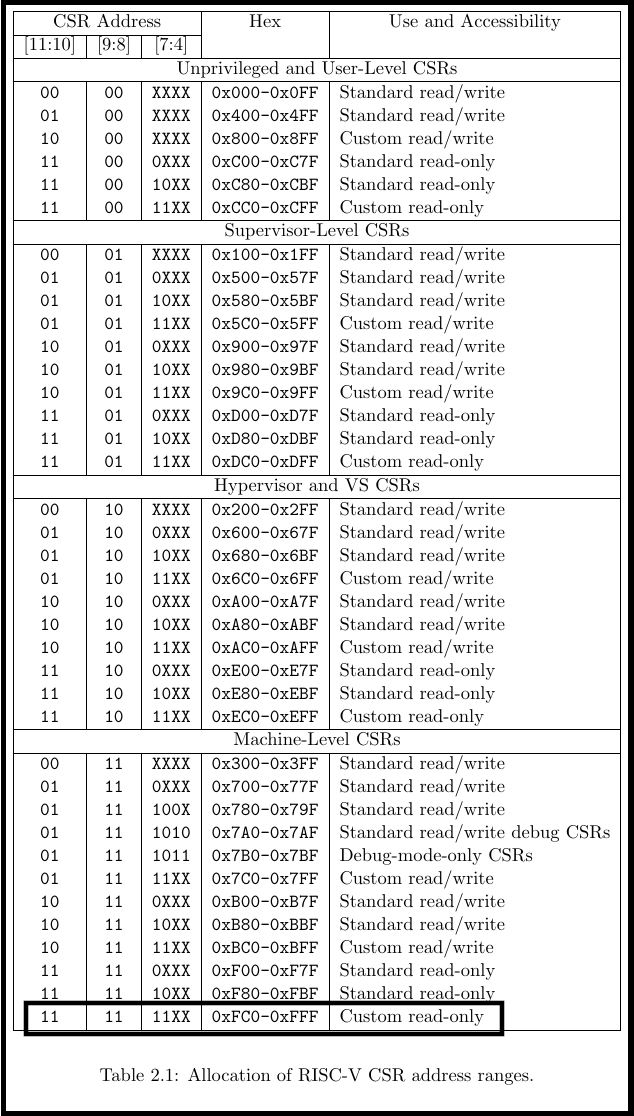 CSR Address Hex Use and Accessibility
[11:10] [9:8] [7:4]
Unprivileged and User-Level CSRs
00 00 XXXX 0x000-0x0FF Standard read/write
01 00 XXXX 0x400-0x4FF Standard read/write
10 00 XXXX 0x800-0x8FF Custom read/write
11 00 0XXX 0xC00-0xC7F Standard read-only
11 00 10XX 0xC80-0xCBF Standard read-only
11 00 11XX 0xCC0-0xCFF Custom read-only
Supervisor-Level CSRs
00 01 XXXX 0x100-0x1FF Standard read/write
01 01 0XXX 0x500-0x57F Standard read/write
01 01 10XX 0x580-0x5BF Standard read/write
01 01 11XX 0x5C0-0x5FF Custom read/write
10 01 0XXX 0x900-0x97F Standard read/write
10 01 10XX 0x980-0x9BF Standard read/write
10 01 11XX 0x9C0-0x9FF Custom read/write
11 01 0XXX 0xD00-0xD7F Standard read-only
11 01 10XX 0xD80-0xDBF Standard read-only
11 01 11XX 0xDC0-0xDFF Custom read-only
Hypervisor and VS CSRs
00 10 XXXX 0x200-0x2FF Standard read/write
01 10 0XXX 0x600-0x67F Standard read/write
01 10 10XX 0x680-0x6BF Standard read/write
01 10 11XX 0x6C0-0x6FF Custom read/write
10 10 0XXX 0xA00-0xA7F Standard read/write
10 10 10XX 0xA80-0xABF Standard read/write
10 10 11XX 0xAC0-0xAFF Custom read/write
11 10 0XXX 0xE00-0xE7F Standard read-only
11 10 10XX 0xE80-0xEBF Standard read-only
11 10 11XX 0xEC0-0xEFF Custom read-only
Machine-Level CSRs
00 11 XXXX 0x300-0x3FF Standard read/write
01 11 0XXX 0x700-0x77F Standard read/write
01 11 100X 0x780-0x79F Standard read/write
01 11 1010 0x7A0-0x7AF Standard read/write debug CSRs
01 11 1011 0x7B0-0x7BF Debug-mode-only CSRs
01 11 11XX 0x7C0-0x7FF Custom read/write
10 11 0XXX 0xB00-0xB7F Standard read/write
10 11 10XX 0xB80-0xBBF Standard read/write
10 11 11XX 0xBC0-0xBFF Custom read/write
11 11 0XXX 0xF00-0xF7F Standard read-only
11 11 10XX 0xF80-0xFBF Standard read-only
11 11 11XX 0xFC0-0xFFF Custom read-only
Table 2.1: Allocation of RISC-V CSR address ranges.